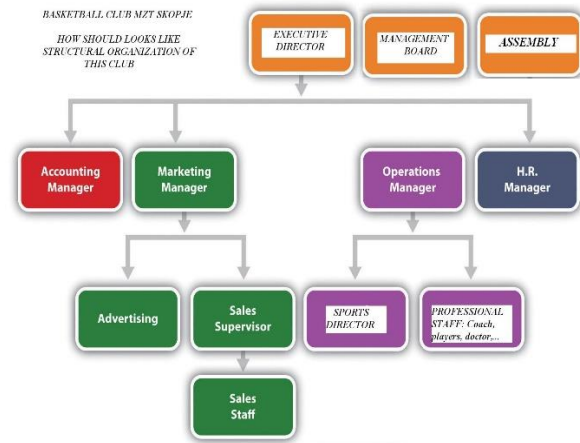 BASKETBALL CLUB MZT SKOPJE
HOW SHOULD LOOKS LIKE
STRUCTURAL ORGANIZATION OF
THIS CLUB
EXECUTIVE
DIRECTOR
MANAGEMENT
BOARD
ASSEMBLY
Accounting
Manager
Marketing
Manager
Operations
Manager
H.R.
Manager
Advertising
Sales
Supervisor
SPORTS
DIRECTOR
PROFESSIONAL
STAFF: Coach,
players, doctor,...
Sales
Staff